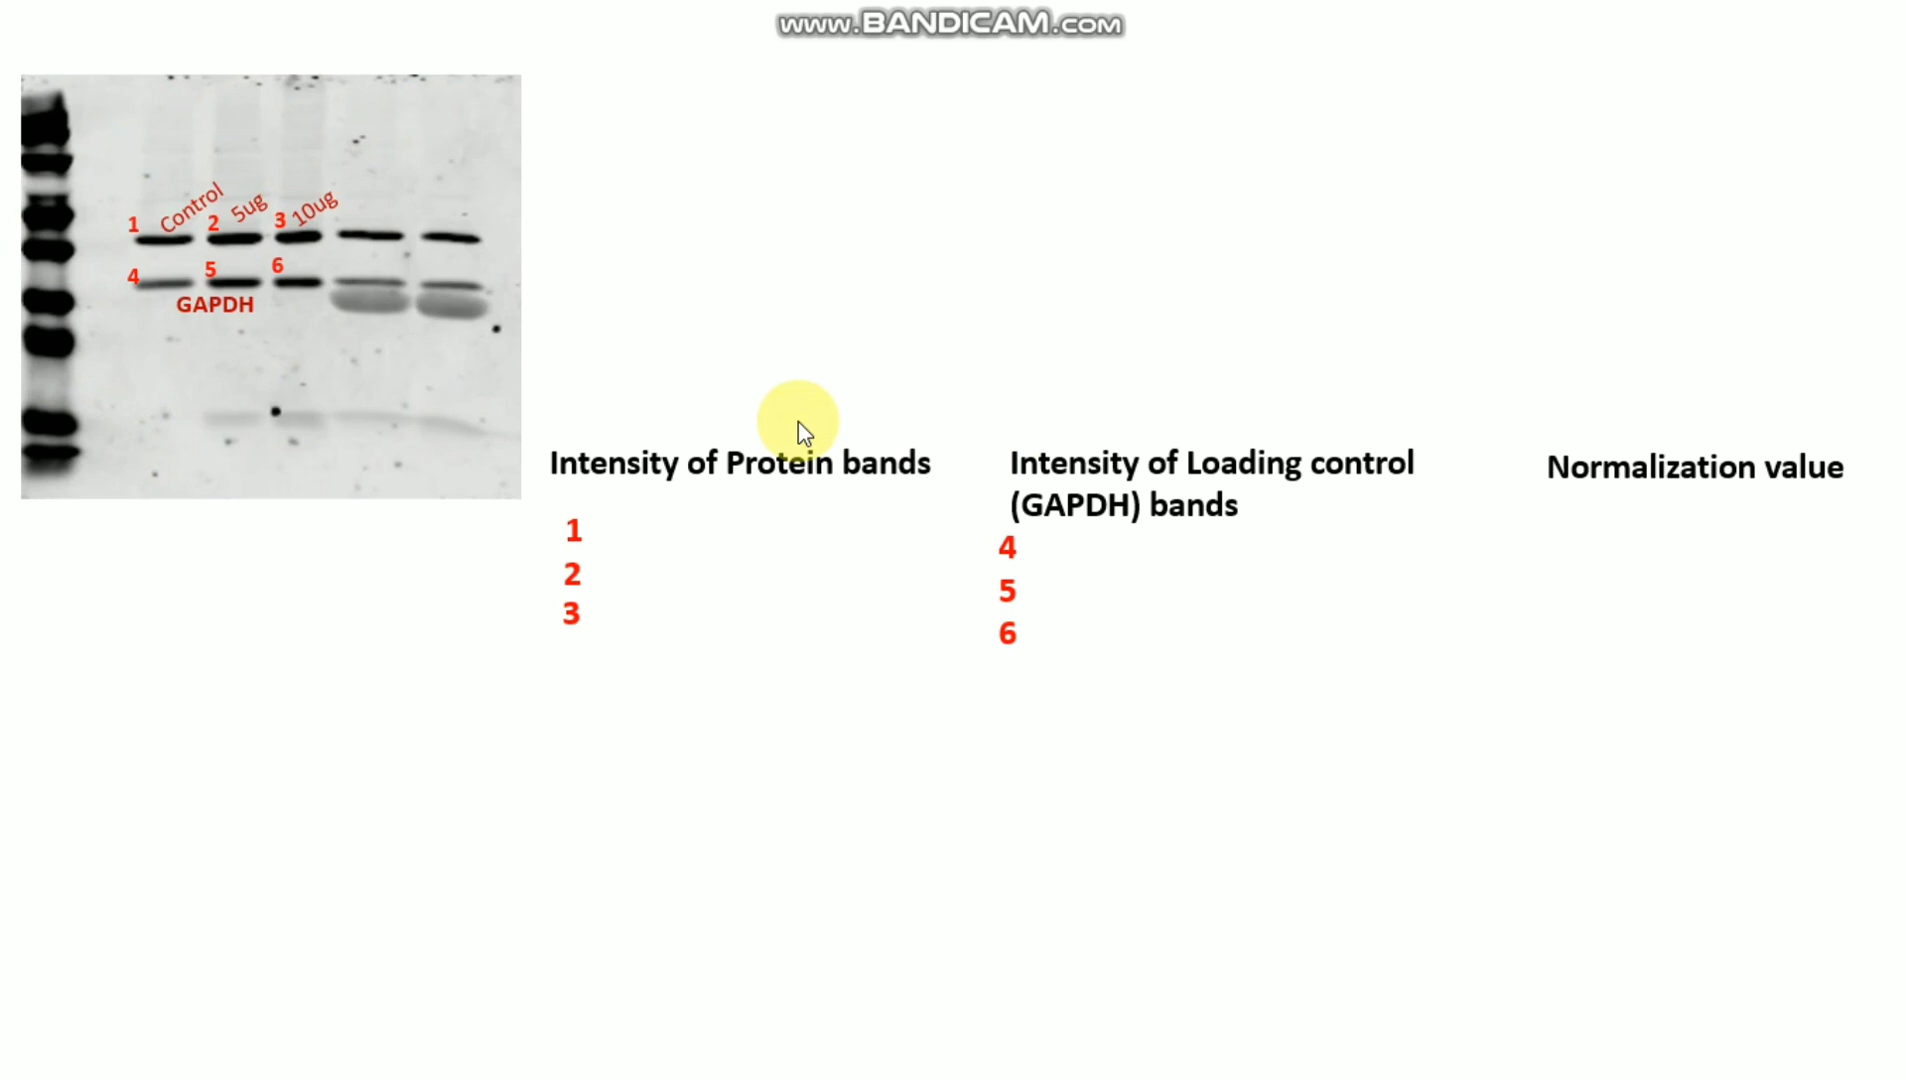 www.BANDICAM.com
1 Control 2 5ug 3 10ug
4 5 6
GAPDH
Intensity of Protein bands
1
2
3
Intensity of Loading control
(GAPDH) bands
4
5
6
Normalization value